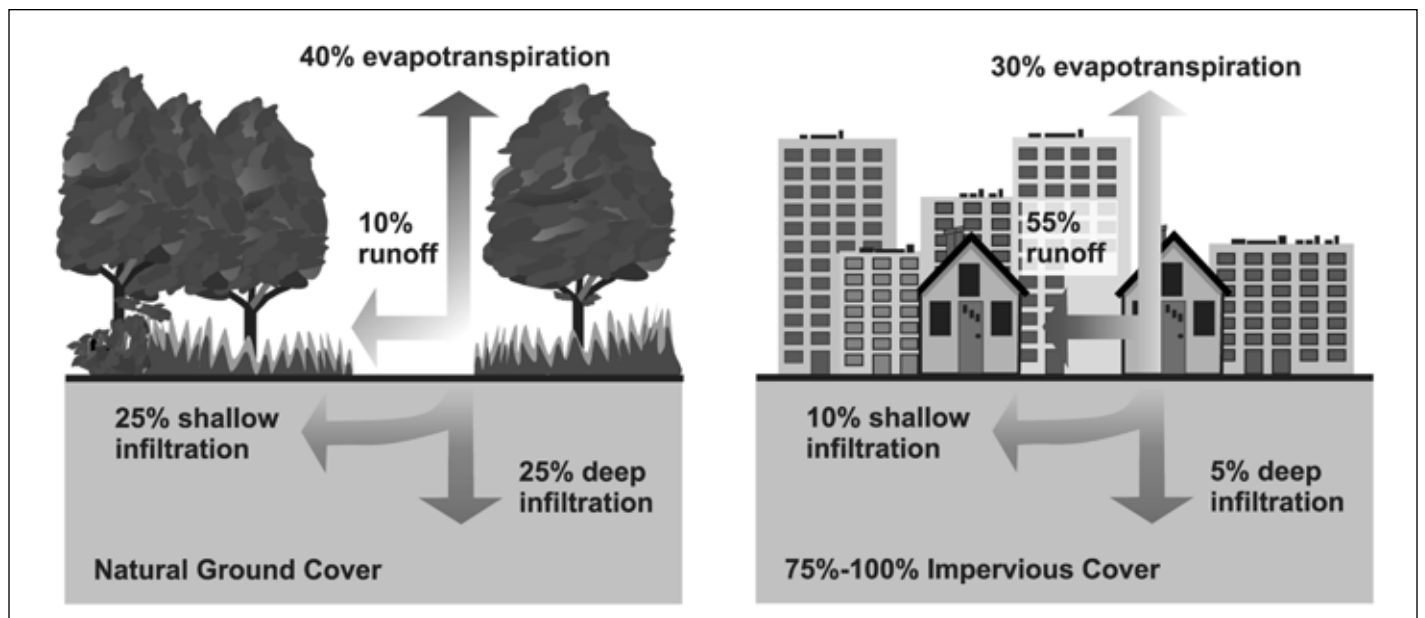 40% evapotranspiration
10%
runoff
25% shallow
infiltration
25% deep
infiltration
Natural Ground Cover
30% evapotranspiration
55%
runoff
10% shallow
infiltration
5% deep
infiltration
75%-100% Impervious Cover